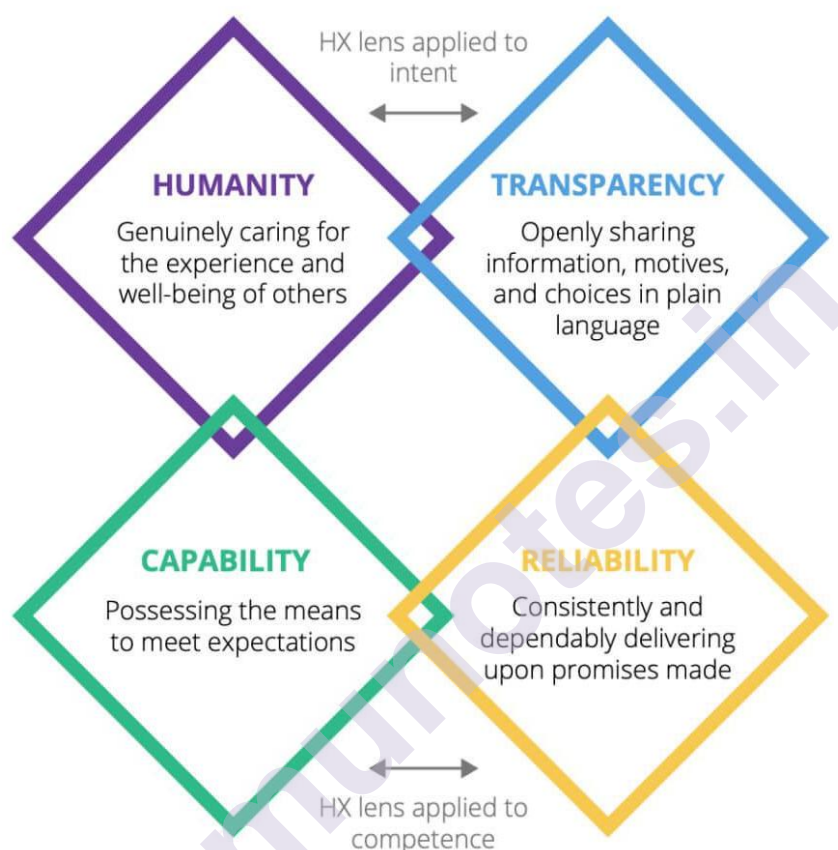 HX lens applied to
intent
HUMANITY
Genuinely caring for
the experience and
well-being of others
TRANSPARENCY
Openly sharing
information, motives,
and choices in plain
language
CAPABILITY
Possessing the means
to meet expectations
RELIABILITY
Consistently and
dependably delivering
upon promises made
HX lens applied to
competence
munotes.in